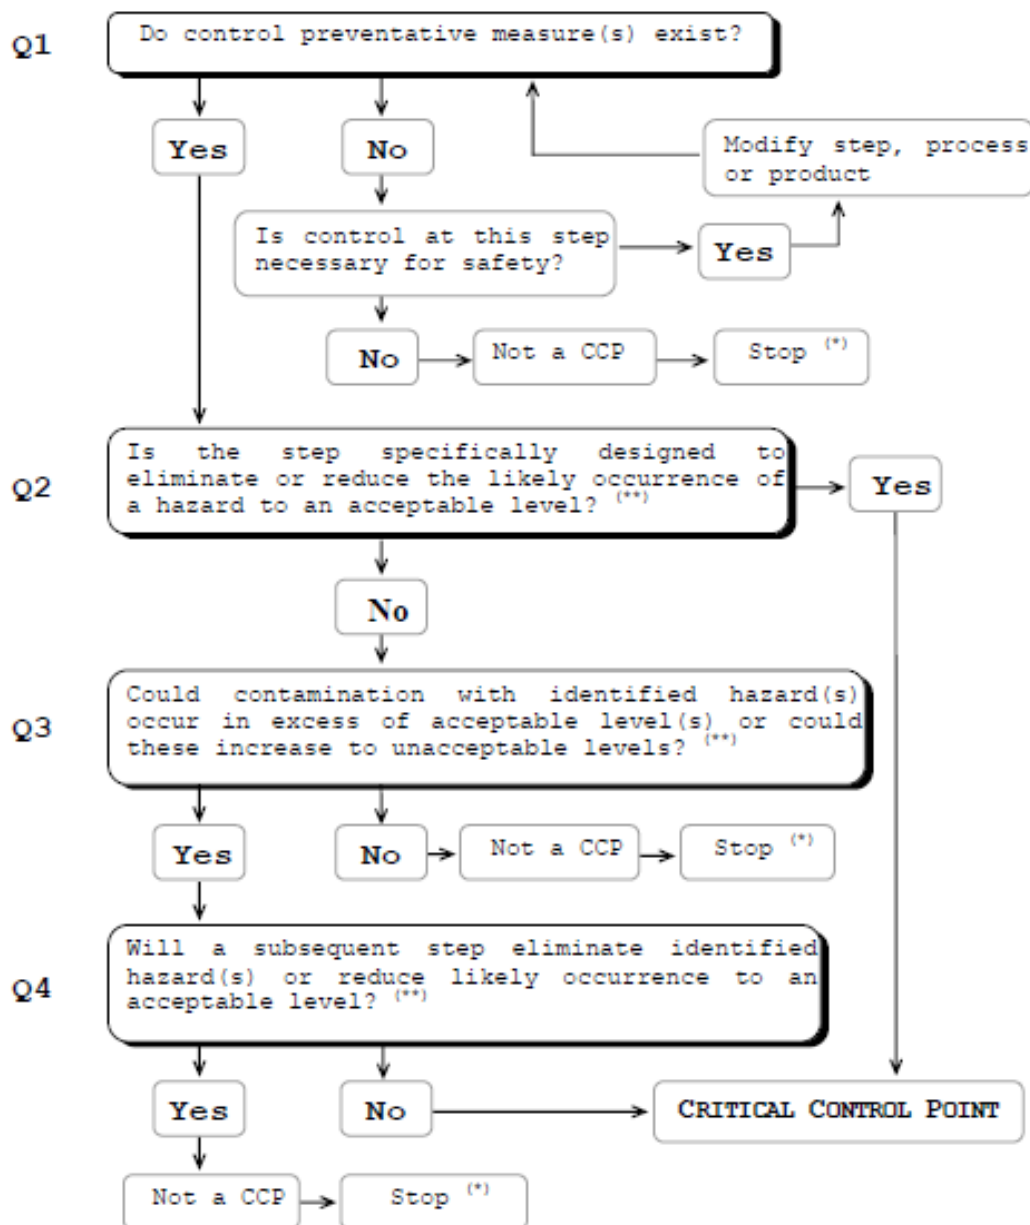 Q1
Do control preventative measure(s) exist?
Yes
No
Modify step, process
or product
Is control at this step
necessary for safety?
Yes
No
Not a CCP
Stop (*)
Q2
Is the step specifically designed to
eliminate or reduce the likely occurrence of
a hazard to an acceptable level? (**)
Yes
No
Q3
Could contamination with identified hazard(s)
occur in excess of acceptable level(s) or could
these increase to unacceptable levels? (**)
Yes
No
Not a CCP
Stop (*)
Q4
Will a subsequent step eliminate identified
hazard(s) or reduce likely occurrence to an
acceptable level? (**)
Yes
No
CRITICAL CONTROL POINT
Not a CCP
Stop (*)